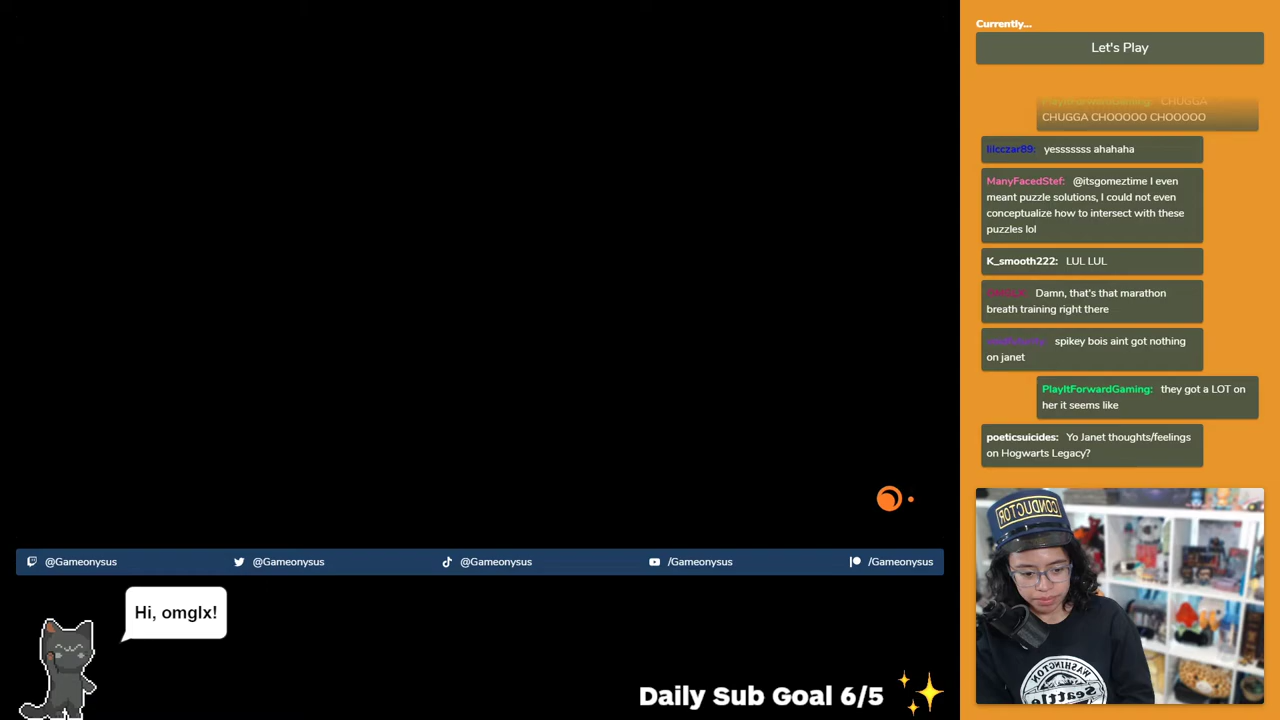 Currently...
Let's Play
PlayItForwardGaming: CHUGGA
CHUGGA CHOOOOO CHOOOOO
lilcczar89: yesssssss ahahaha
ManyFacedStef: @itsgomeztime I even
meant puzzle solutions, I could not even
conceptualize how to intersect with these
puzzles lol
K_smooth222: LUL LUL
Damn, that's that marathon
breath training right there
spikey bois aint got nothing
on janet
PlayItForwardGaming: they got a LOT on
her it seems like
poeticsuicides: Yo Janet thoughts/feelings
on Hogwarts Legacy?
@Gameonysus @Gameonysus @Gameonysus /Gameonysus /Gameonysus
Hi, omglx!
CONDUCTOR
WASHINGTON
Seattle
Daily Sub Goal 6/5